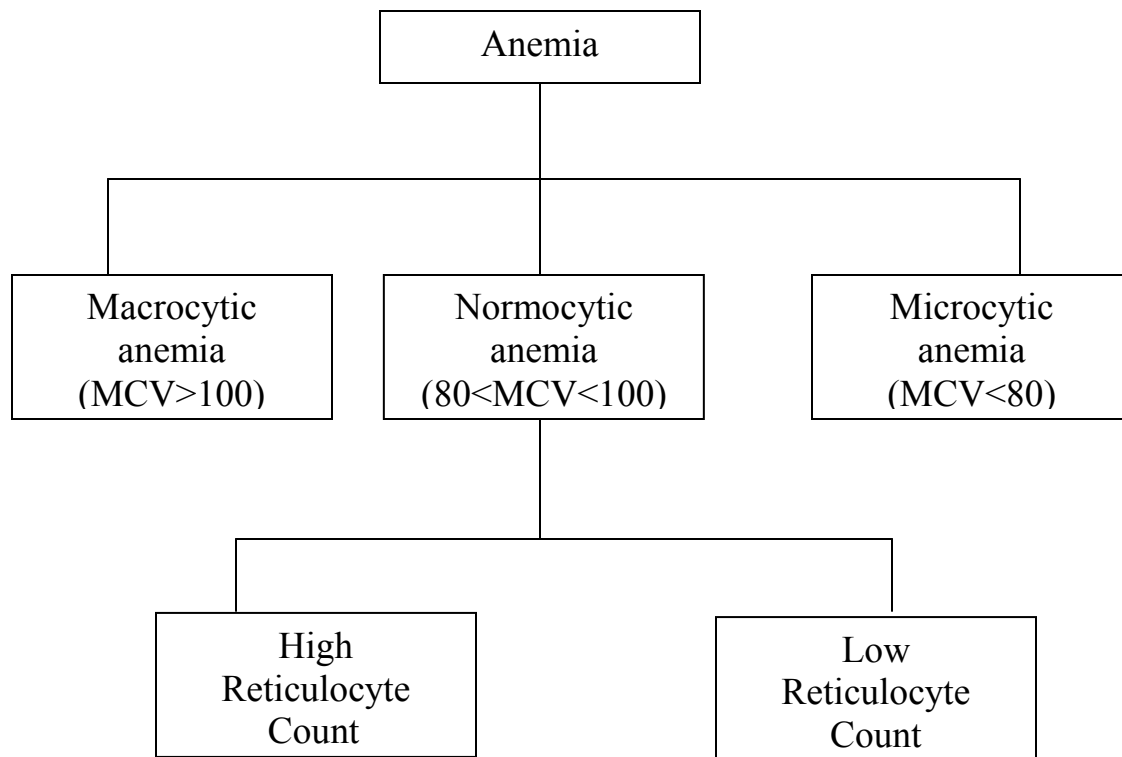 Anemia
Macrocytic
anemia
(MCV>100)
Normocytic
anemia
(80<MCV<100)
Microcytic
anemia
(MCV<80)
High
Reticulocyte
Count
Low
Reticulocyte
Count